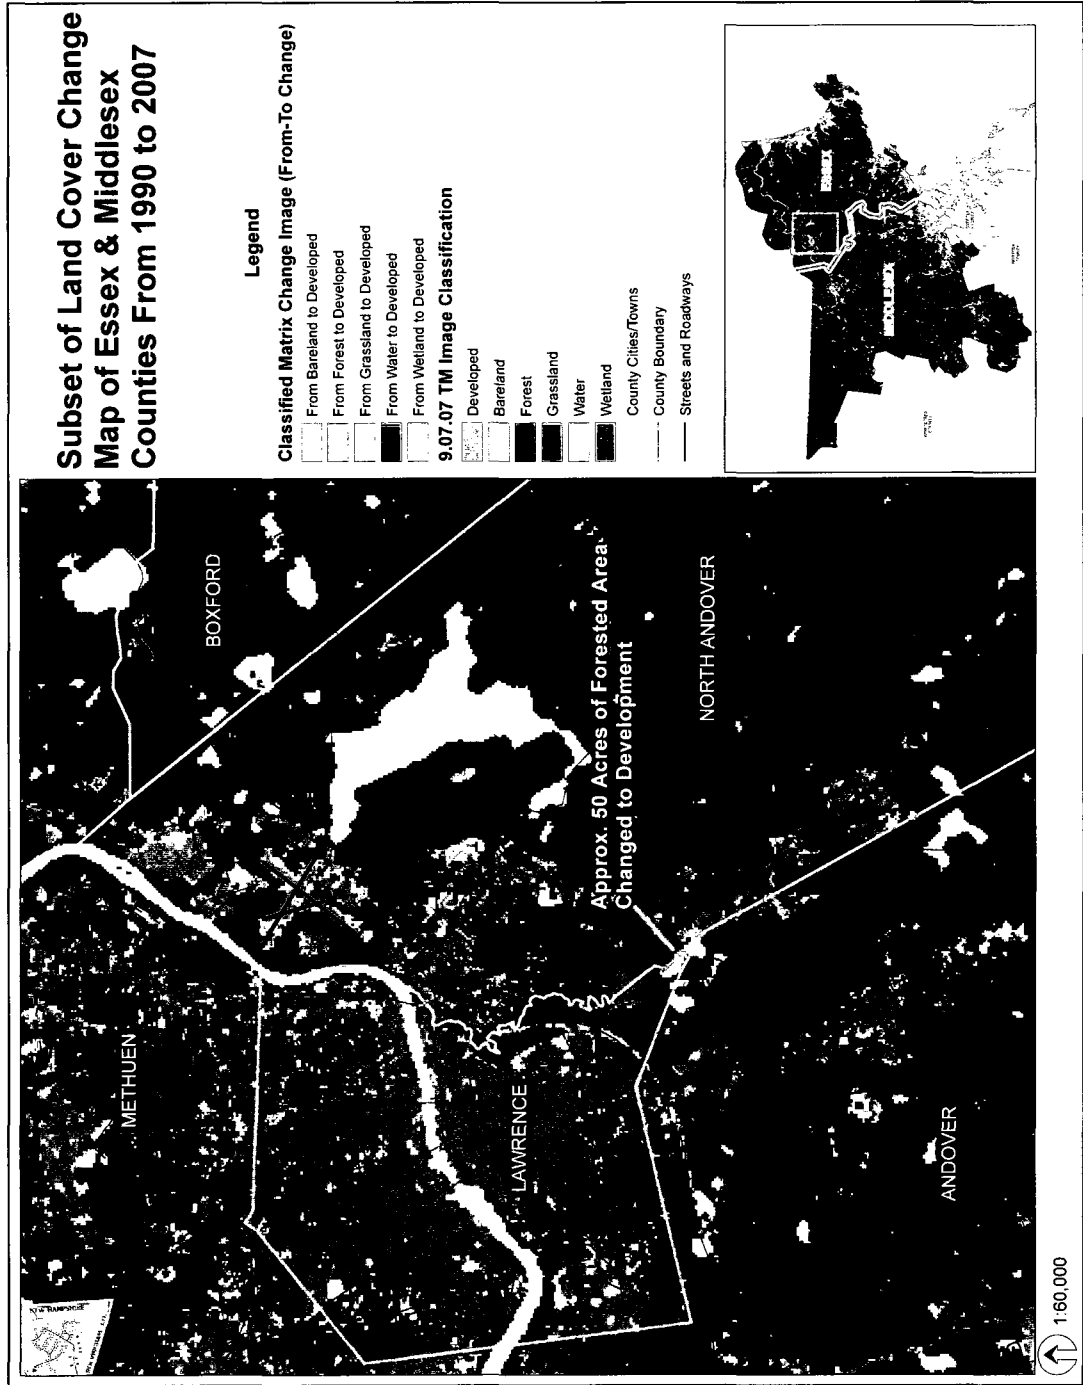 Subset of Land Cover Change
Map of Essex & Middlesex
Counties From 1990 to 2007
Legend
Classified Matrix Change Image (From-To Change)
From Bareland to Developed
From Forest to Developed
From Grassland to Developed
From Water to Developed
From Wetland to Developed
9.07.07 TM Image Classification
Developed
Bareland
Forest
Grassland
Water
Wetland
County Cities/Towns
County Boundary
Streets and Roadways
METHUEN
BOXFORD
LAWRENCE
Approx. 50 Acres of Forested Area
Changed to Development
NORTH ANDOVER
ANDOVER
1:60,000